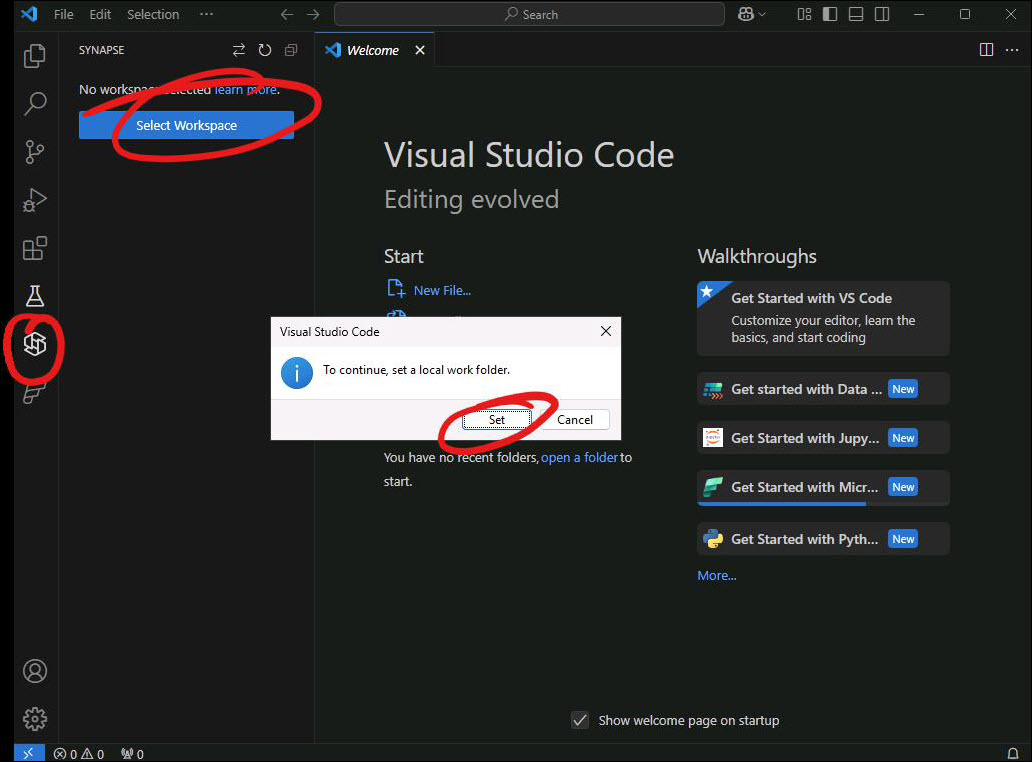 File Edit Selection ···
Search
SYNAPSE
Welcome
No workspace selected learn more.
Select Workspace
Visual Studio Code
Editing evolved
Start
New File...
Walkthroughs
Get Started with VS Code
Customize your editor, learn the
basics, and start coding
Visual Studio Code
To continue, set a local work folder.
Set
Cancel
Get started with Data ... New
Get Started with Jupy... New
You have no recent folders, open a folder to
start.
Get Started with Micr... New
Get Started with Pyth... New
More...
Show welcome page on startup
0 0 0